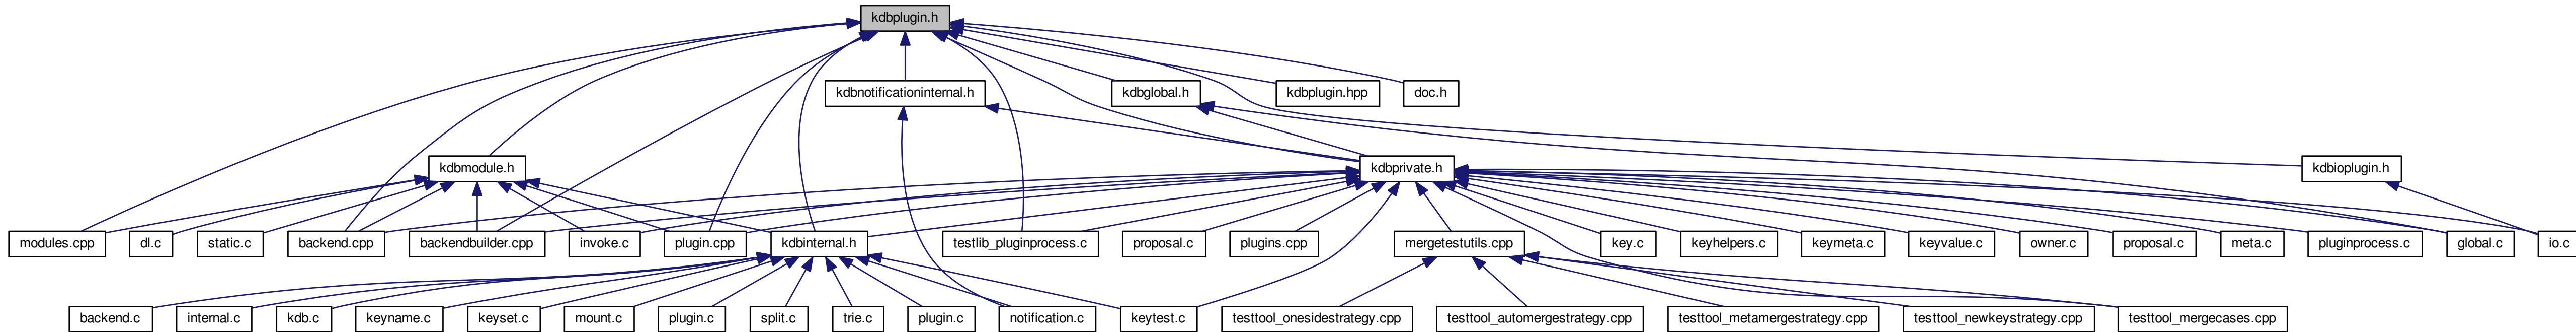 kdbplugin.h
kdbnotificationinternal.h
kdbglobal.h
kdbplugin.hpp
doc.h
kdbmodule.h
kdbprivate.h
kdbioplugin.h
modules.cpp
dl.c
static.c
backend.cpp
backendbuilder.cpp
invoke.c
plugin.cpp
kdbinternal.h
testlib_pluginprocess.c
proposal.c
plugins.cpp
mergetestutils.cpp
key.c
keyhelpers.c
keymeta.c
keyvalue.c
owner.c
proposal.c
meta.c
pluginprocess.c
global.c
io.c
backend.c
internal.c
kdb.c
keyname.c
keyset.c
mount.c
plugin.c
split.c
trie.c
plugin.c
notification.c
keytest.c
testtool_onesidestrategy.cpp
testtool_automergestrategy.cpp
testtool_metamergestrategy.cpp
testtool_newkeystrategy.cpp
testtool_mergecases.cpp